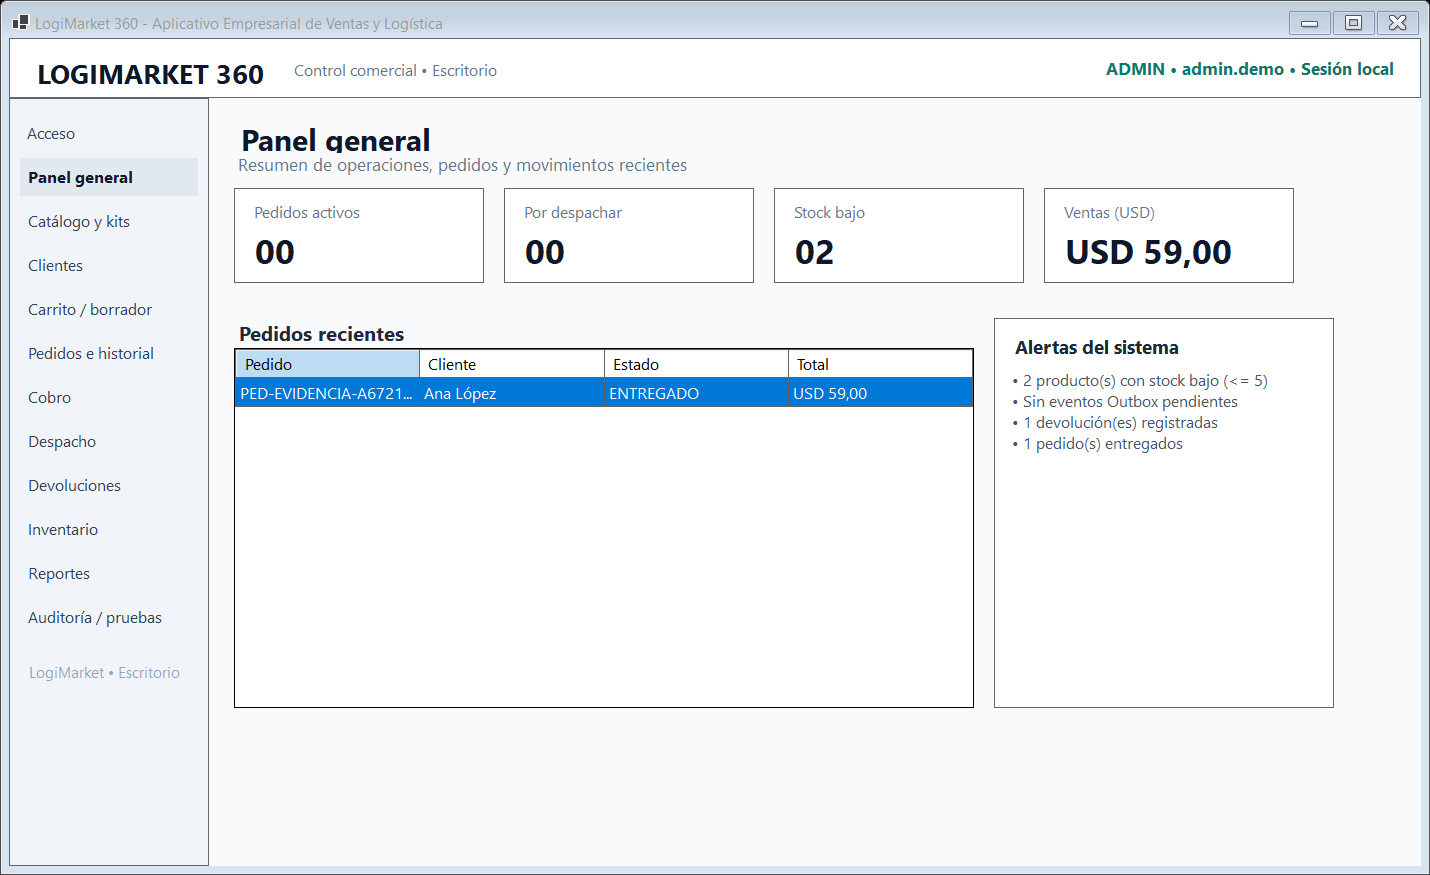 LogiMarket 360 - Aplicativo Empresarial de Ventas y Logística
LOGIMARKET 360
Control comercial • Escritorio
ADMIN • admin.demo • Sesión local
Acceso
Panel general
Catálogo y kits
Clientes
Carrito / borrador
Pedidos e historial
Cobro
Despacho
Devoluciones
Inventario
Reportes
Auditoría / pruebas
LogiMarket • Escritorio
Panel general
Resumen de operaciones, pedidos y movimientos recientes
Pedidos activos
00
Por despachar
00
Stock bajo
02
Ventas (USD)
USD 59,00
Pedidos recientes
Pedido Cliente Estado Total
PED-EVIDENCIA-A6721... Ana López ENTREGADO USD 59,00
Alertas del sistema
• 2 producto(s) con stock bajo (<= 5)
• Sin eventos Outbox pendientes
• 1 devolución(es) registradas
• 1 pedido(s) entregados